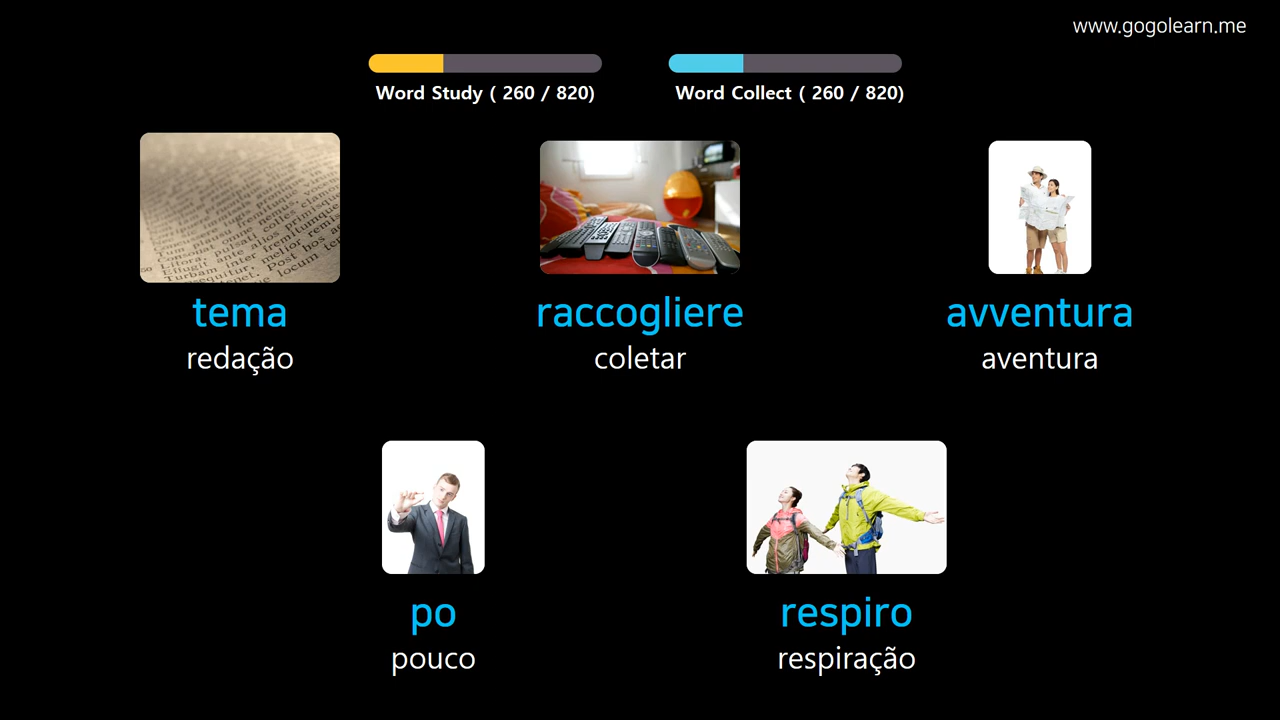 www.gogolearn.me
Word Study ( 260 / 820)
Word Collect ( 260 / 820)
tema
redação
raccogliere
coletar
avventura
aventura
po
pouco
respiro
respiração